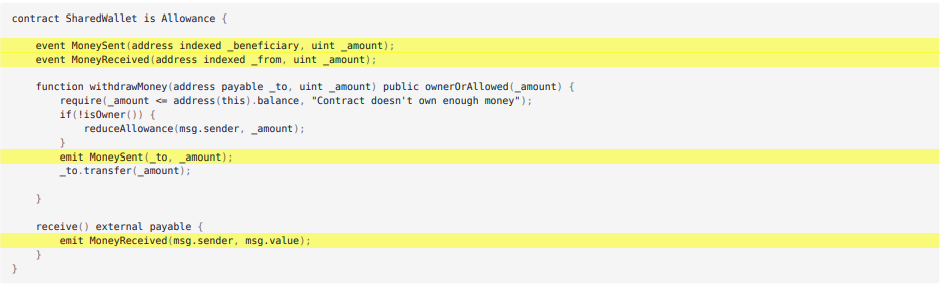 contract SharedWallet is Allowance {
event MoneySent(address indexed _beneficiary, uint _amount);
event MoneyReceived(address indexed _from, uint _amount);
function withdrawMoney(address payable _to, uint _amount) public ownerOrAllowed(_amount) {
require(_amount <= address(this).balance, "Contract doesn't own enough money");
if(!isOwner()) {
reduceAllowance(msg.sender, _amount);
}
emit MoneySent(_to, _amount);
_to.transfer(_amount);
}
receive() external payable {
emit MoneyReceived(msg.sender, msg.value);
}
}